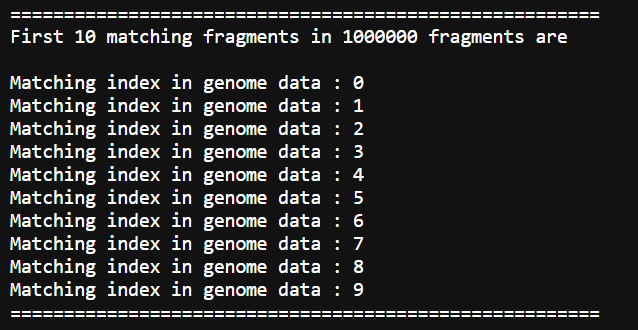 =======================================================
First 10 matching fragments in 1000000 fragments are
Matching index in genome data : 0
Matching index in genome data : 1
Matching index in genome data : 2
Matching index in genome data : 3
Matching index in genome data : 4
Matching index in genome data : 5
Matching index in genome data : 6
Matching index in genome data : 7
Matching index in genome data : 8
Matching index in genome data : 9
=======================================================